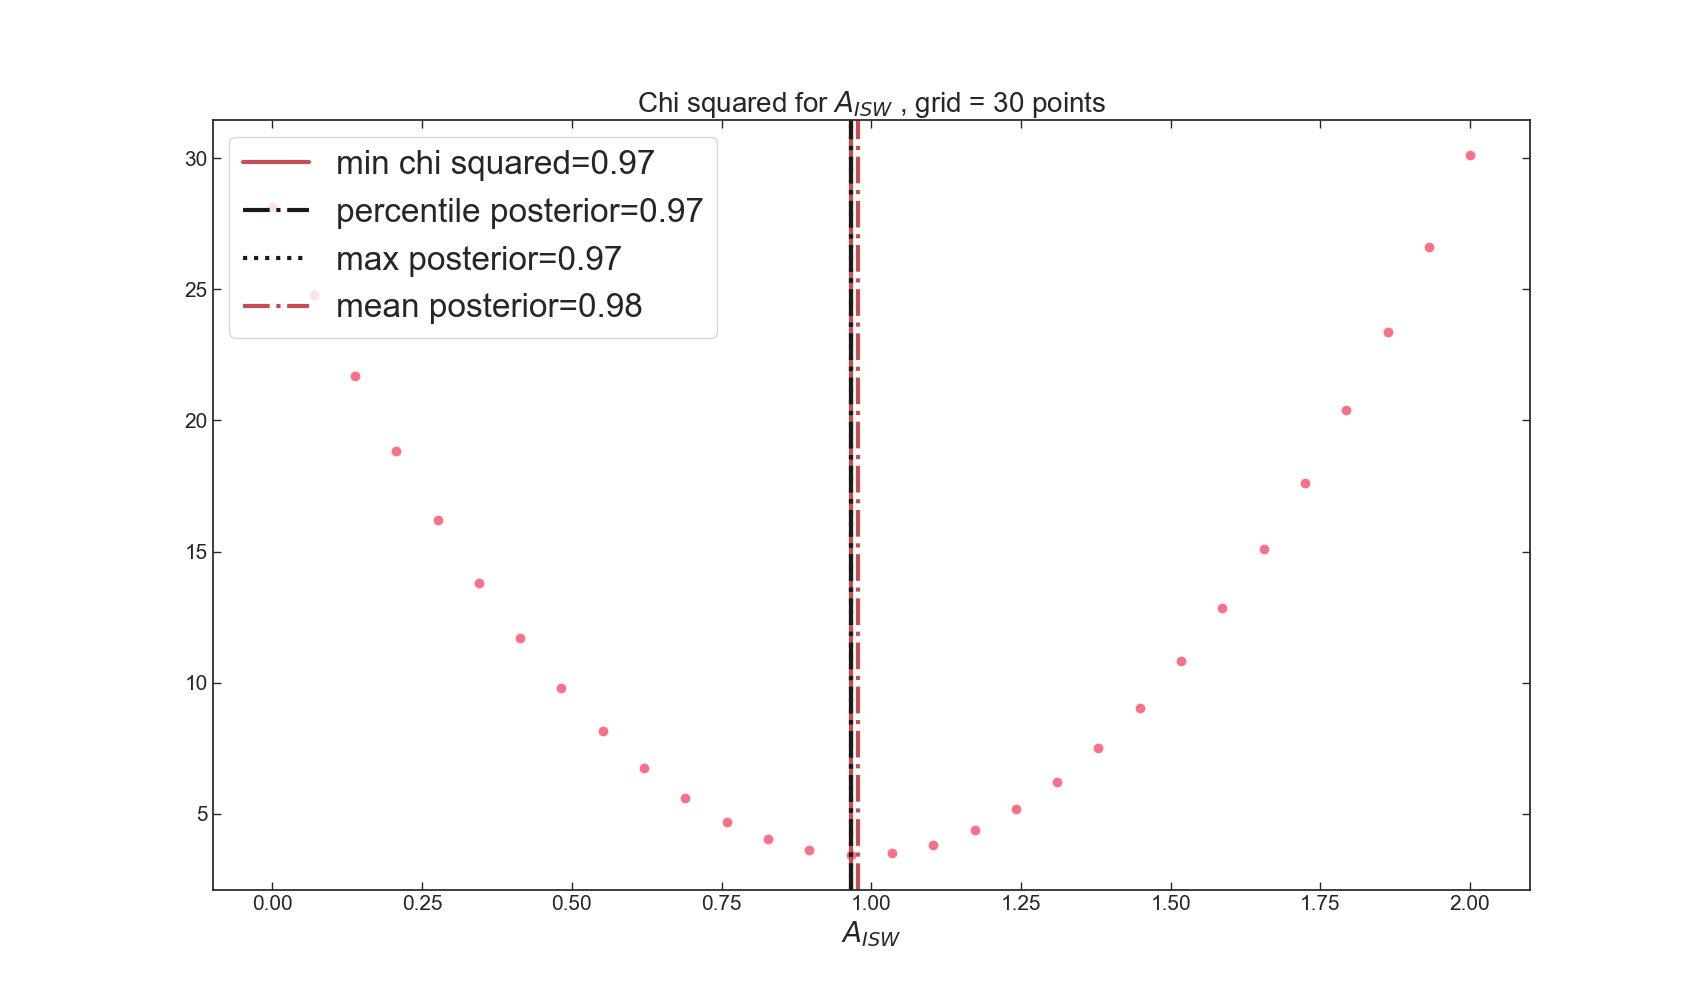 Chi squared for A_ISW , grid = 30 points
min chi squared=0.97
percentile posterior=0.97
max posterior=0.97
mean posterior=0.98
30
25
20
15
10
5
0.00 0.25 0.50 0.75 1.00 1.25 1.50 1.75 2.00
A_ISW